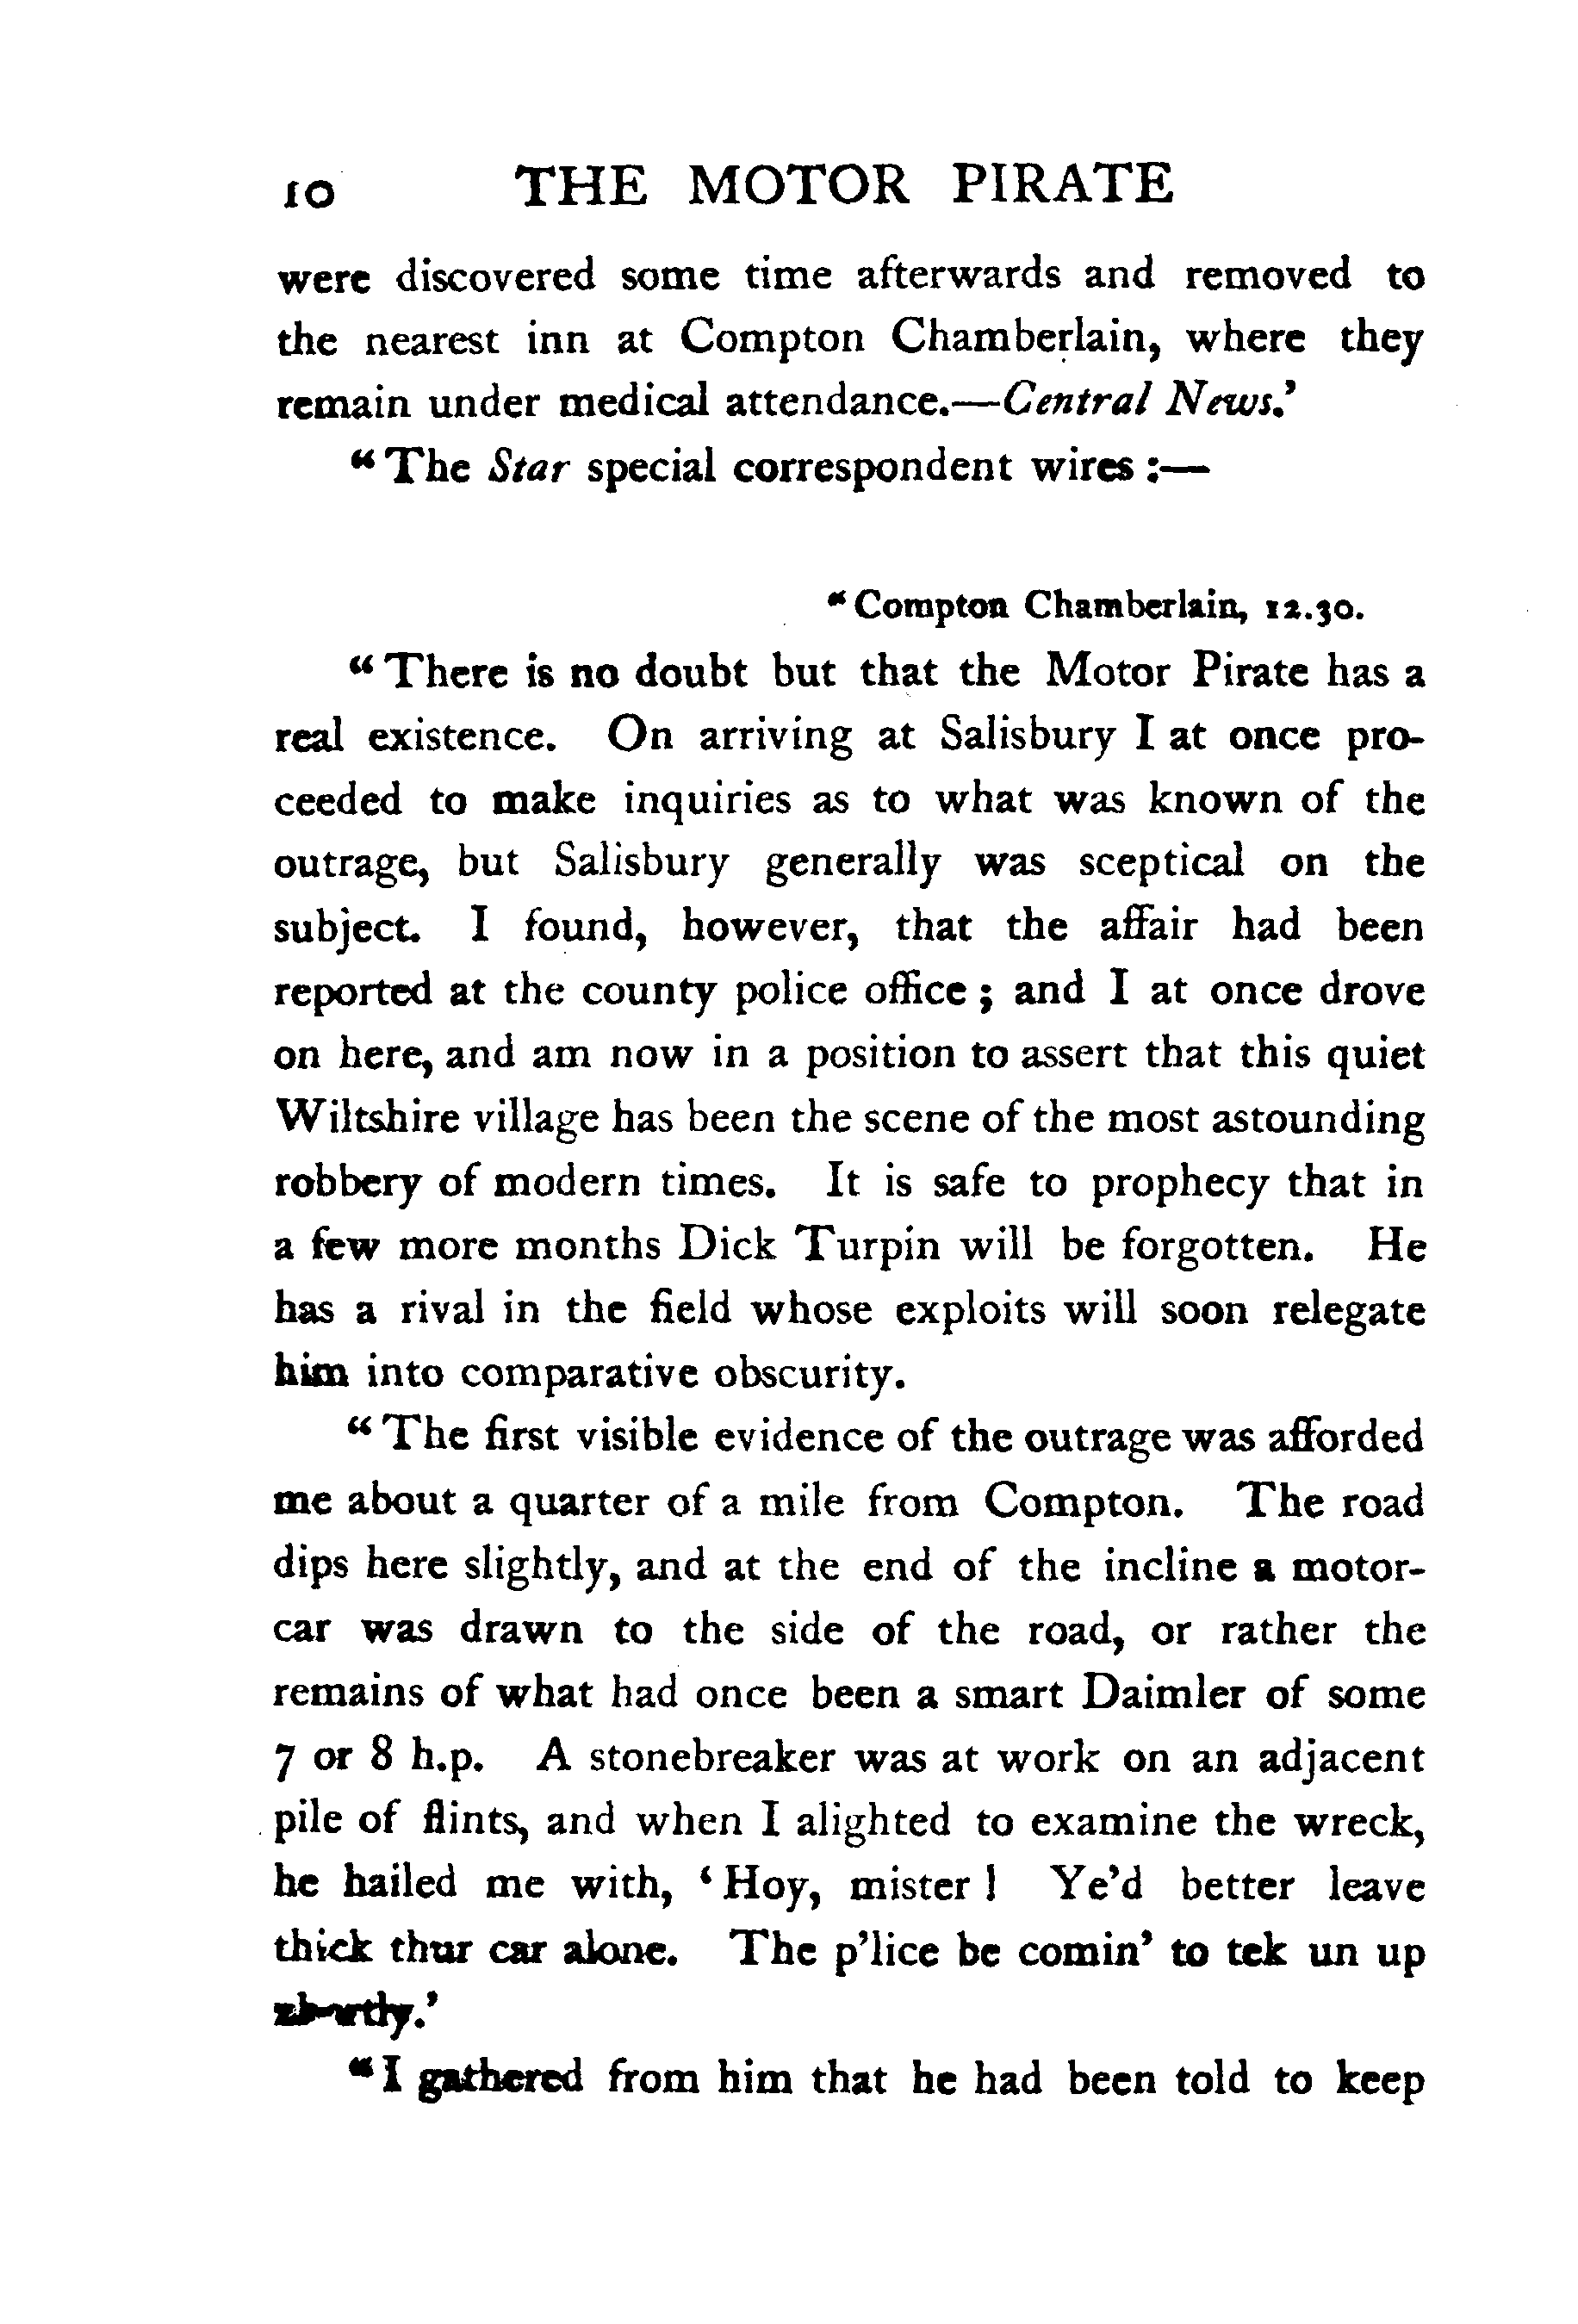 10 THE MOTOR PIRATE
were discovered some time afterwards and removed to
the nearest inn at Compton Chamberlain, where they
remain under medical attendance.—Central News.’
“The Star special correspondent wires :—
“Compton Chamberlain, 12.30.
“There is no doubt but that the Motor Pirate has a
real existence. On arriving at Salisbury I at once pro-
ceeded to make inquiries as to what was known of the
outrage, but Salisbury generally was sceptical on the
subject. I found, however, that the affair had been
reported at the county police office ; and I at once drove
on here, and am now in a position to assert that this quiet
Wiltshire village has been the scene of the most astounding
robbery of modern times. It is safe to prophecy that in
a few more months Dick Turpin will be forgotten. He
has a rival in the field whose exploits will soon relegate
him into comparative obscurity.
“The first visible evidence of the outrage was afforded
me about a quarter of a mile from Compton. The road
dips here slightly, and at the end of the incline a motor-
car was drawn to the side of the road, or rather the
remains of what had once been a smart Daimler of some
7 or 8 h.p. A stonebreaker was at work on an adjacent
pile of flints, and when I alighted to examine the wreck,
he hailed me with, ‘Hoy, mister ! Ye’d better leave
thick thur car alone. The p’lice be comin’ to tek un up
“I gathered from him that he had been told to keep